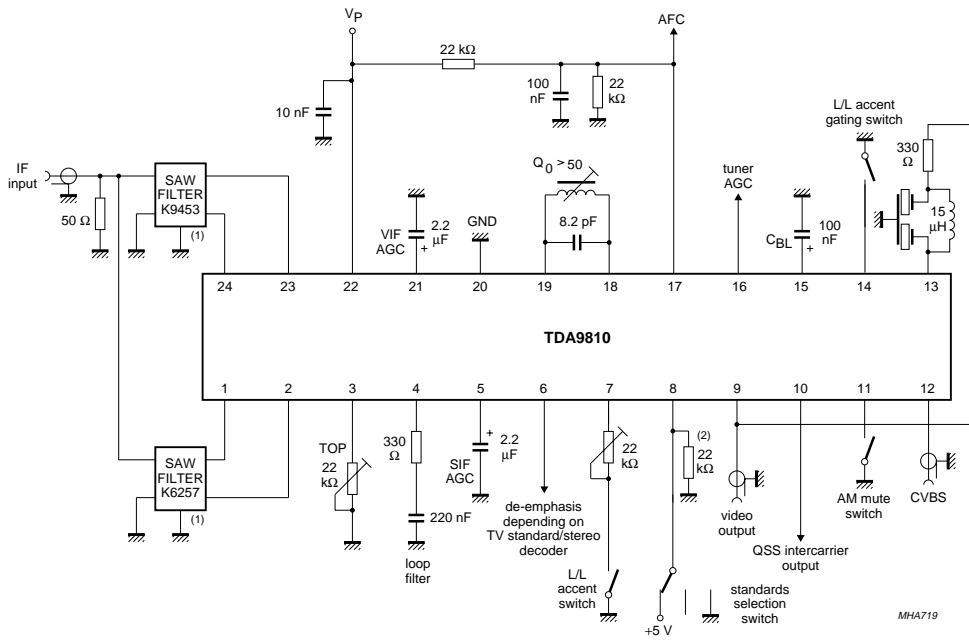 VP
AFC
22 kΩ
10 nF
100
nF
22
kΩ
L/L accent
gating switch
IF
input
50 Ω
SAW
FILTER
K9453
(1)
VIF
AGC
2.2
μF
+
GND
Q0 > 50
8.2 pF
tuner
AGC
CBL
+
100
nF
330
Ω
15
μH
24
23
22
21
20
19
18
17
16
15
14
13
TDA9810
1
2
3
4
5
6
7
8
9
10
11
12
SAW
FILTER
K6257
(1)
TOP
22
kΩ
330
Ω
220 nF
loop
filter
SIF
AGC
+
2.2
μF
de-emphasis
depending on
TV standard/stereo
decoder
22
kΩ
L/L
accent
switch
(2)
22
kΩ
+5 V
standards
selection
switch
video
output
QSS intercarrier
output
AM mute
switch
CVBS
MHA719